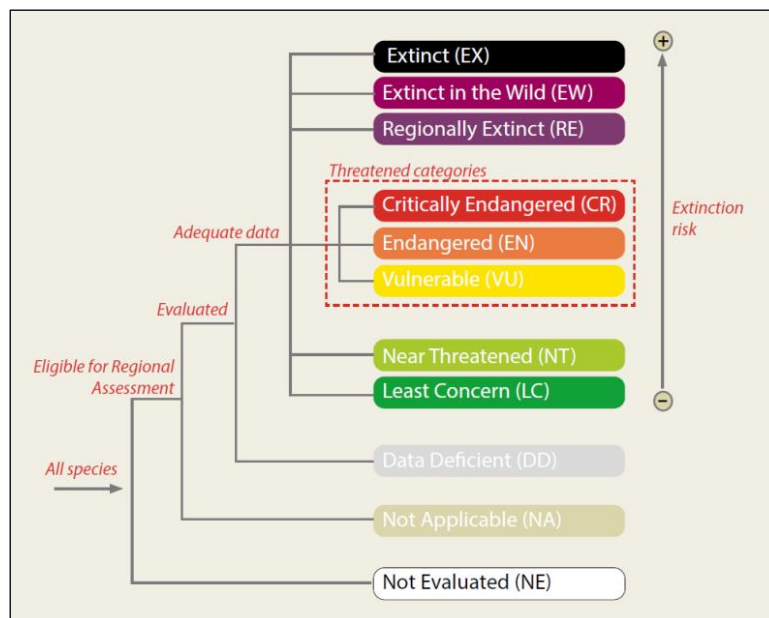 Extinct (EX)
+
Extinct in the Wild (EW)
Regionally Extinct (RE)
Threatened categories
Critically Endangered (CR)
Extinction
risk
Adequate data
Endangered (EN)
Vulnerable (VU)
Evaluated
Near Threatened (NT)
Eligible for Regional
Assessment
Least Concern (LC)
−
All species
Data Deficient (DD)
Not Applicable (NA)
Not Evaluated (NE)